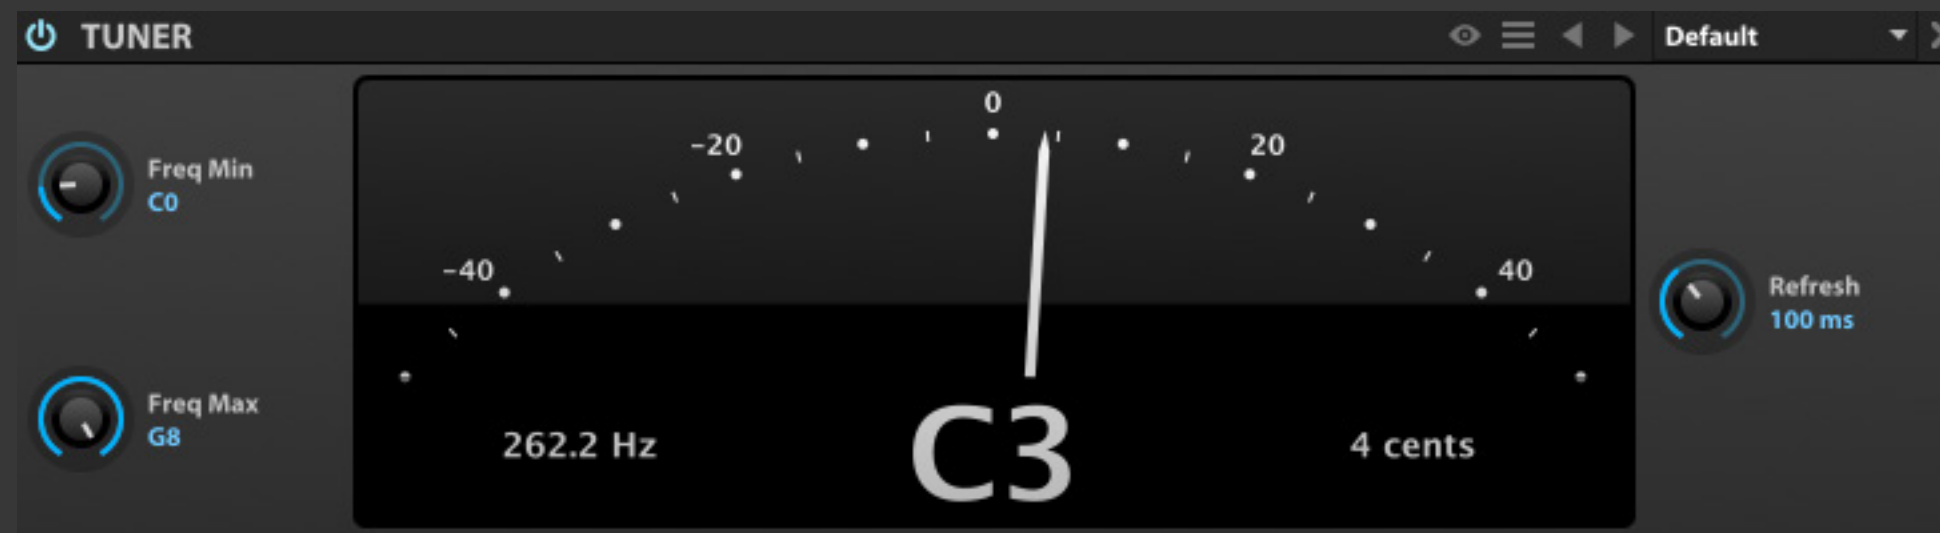 TUNER
Default
0
-20
20
-40
40
Freq Min
C0
Freq Max
G8
262.2 Hz
C3
4 cents
Refresh
100 ms